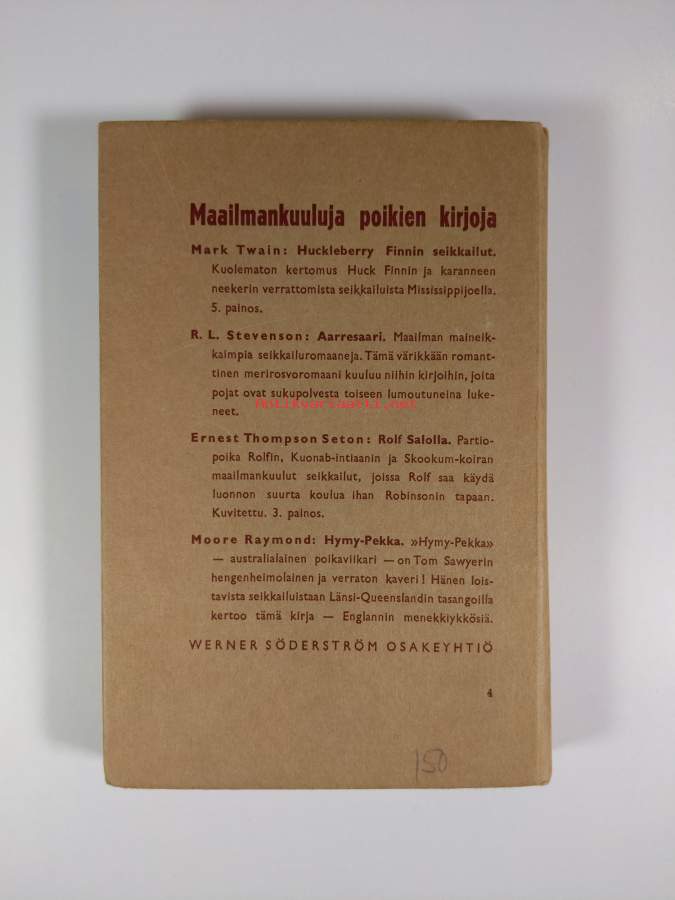 Maailmankuuluja poikien kirjoja
Mark Twain: Huckleberry Finnin seikkailut.
Kuolematon kertomus Huck Finnin ja karanneen
neekerin verrattomista seikkailuista Mississippijoella.
5. painos.
R. L. Stevenson: Aarresaari. Maailman maineik-
kaimpia seikkailuromaaneja. Tämä värikkään romant-
tinen merirosvoromaani kuuluu niihin kirjoihin, joita
pojat ovat sukupolvesta toiseen lumoutuneina luke-
antikvariaatti.net
neet.
Ernest Thompson Seton: Rolf Salolla. Partio-
poika Rolfin, Kuonab-intiaanin ja Skookum-koiran
maailmankuulut seikkailut, joissa Rolf saa käydä
luonnon suurta koulua ihan Robinsonin tapaan.
Kuvitettu. 3. painos.
Moore Raymond: Hymy-Pekka. »Hymy-Pekka»
— australialainen poikaviikari — on Tom Sawyerin
hengenheimolainen ja verraton kaveri! Hänen lois-
tavista seikkailuistaan Länsi-Queenslandin tasangoilla
kertoo tämä kirja — Englannin menekkiykkösiä.
WERNER SÖDERSTRÖM OSAKEYHTIÖ
4
150